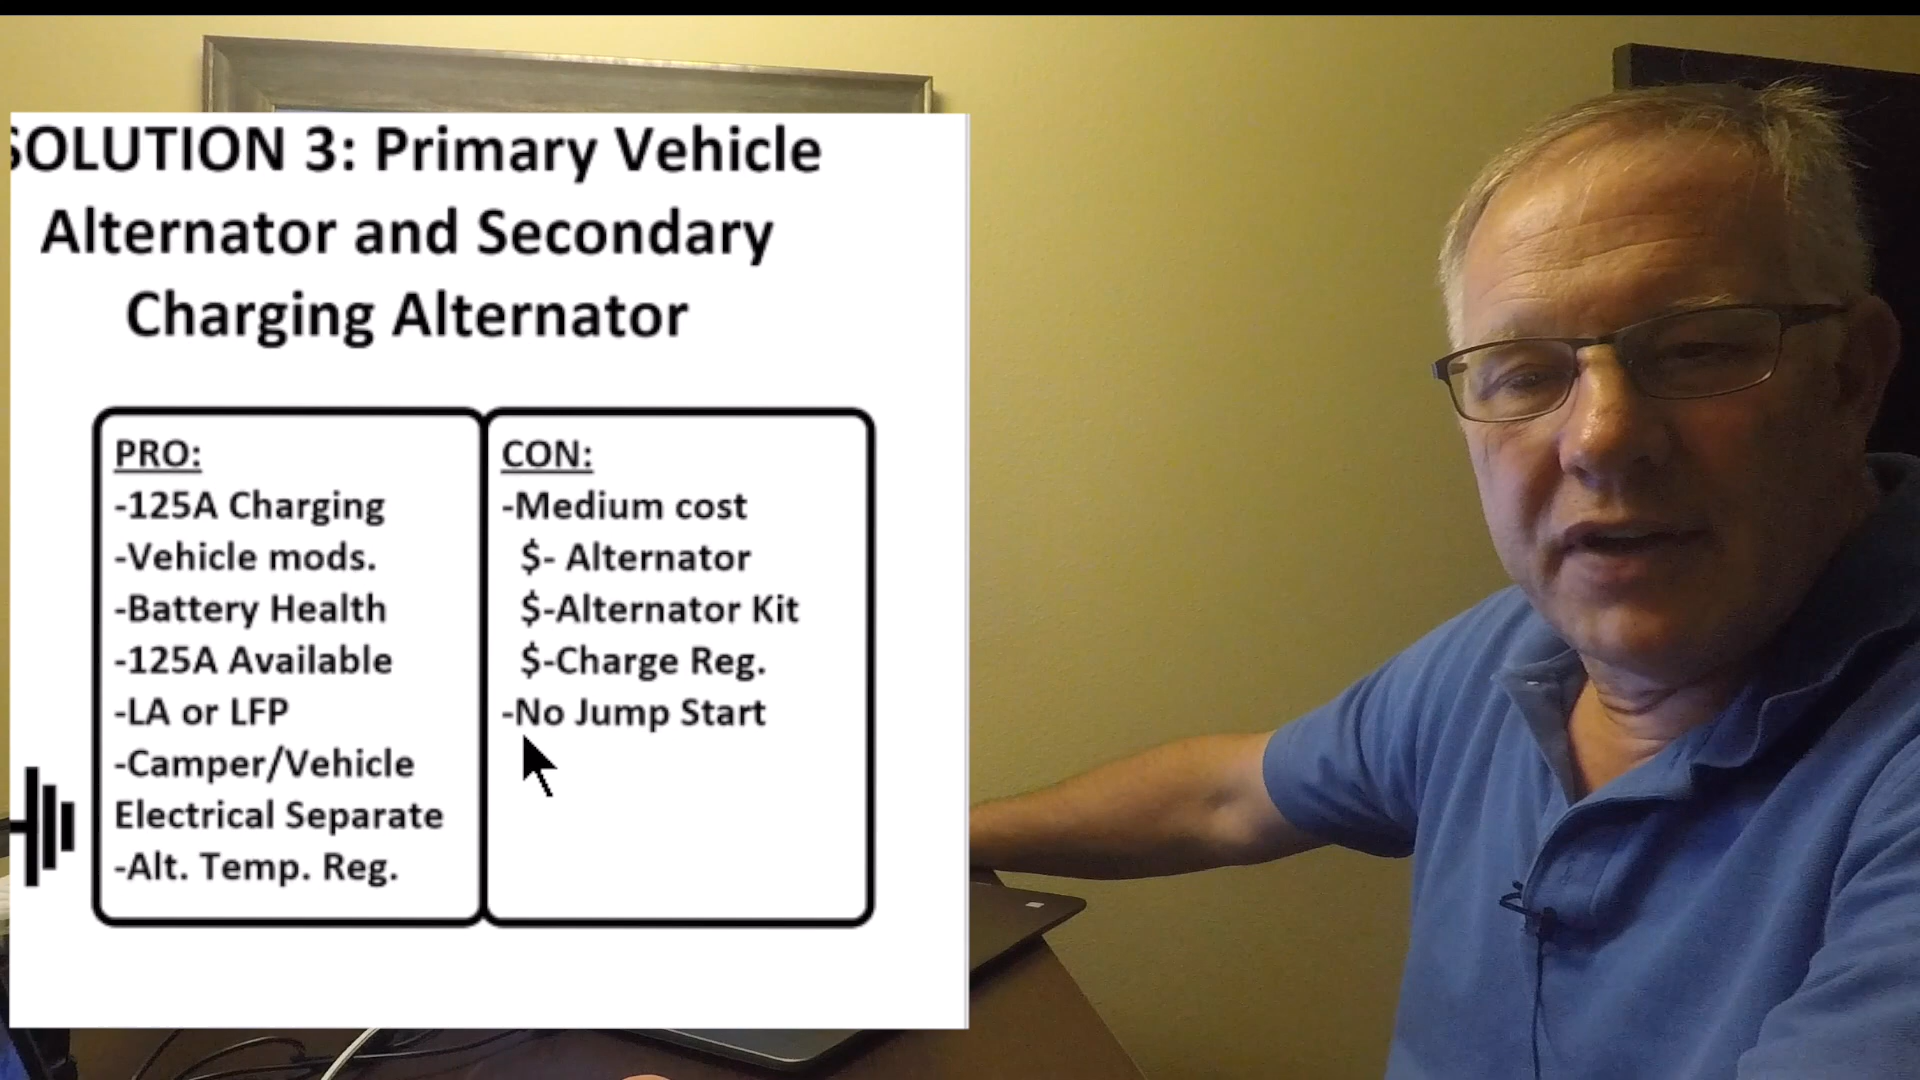 SOLUTION 3: Primary Vehicle
Alternator and Secondary
Charging Alternator
PRO:
-125A Charging
-Vehicle mods.
-Battery Health
-125A Available
-LA or LFP
-Camper/Vehicle
Electrical Separate
-Alt. Temp. Reg.
CON:
-Medium cost
$- Alternator
$-Alternator Kit
$-Charge Reg.
-No Jump Start